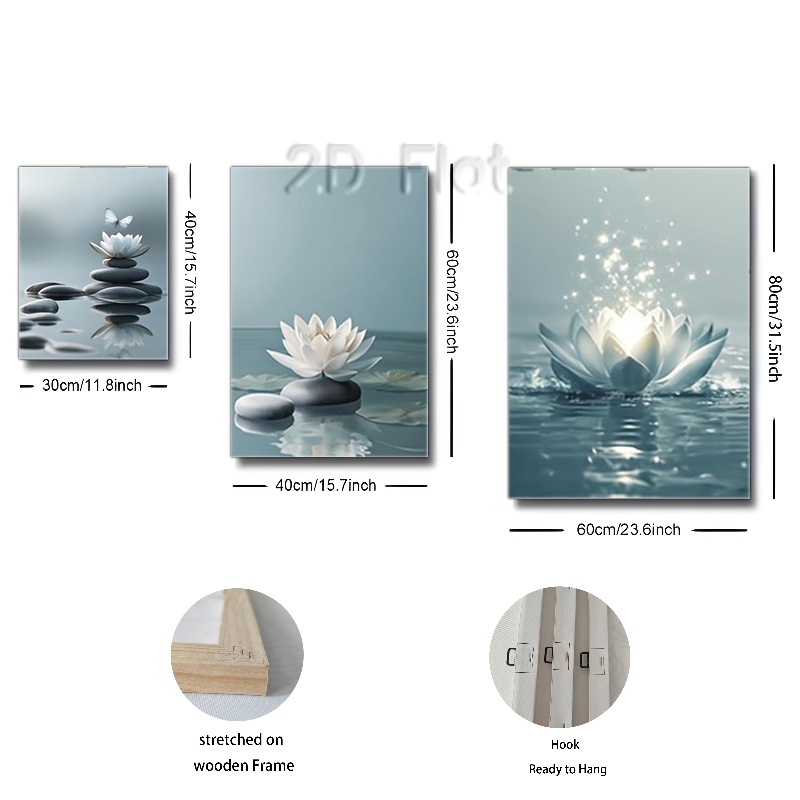 2D Flat
40cm/15.7inch
30cm/11.8inch
60cm/23.6inch
40cm/15.7inch
80cm/31.5inch
60cm/23.6inch
stretched on
wooden Frame
Hook
Ready to Hang